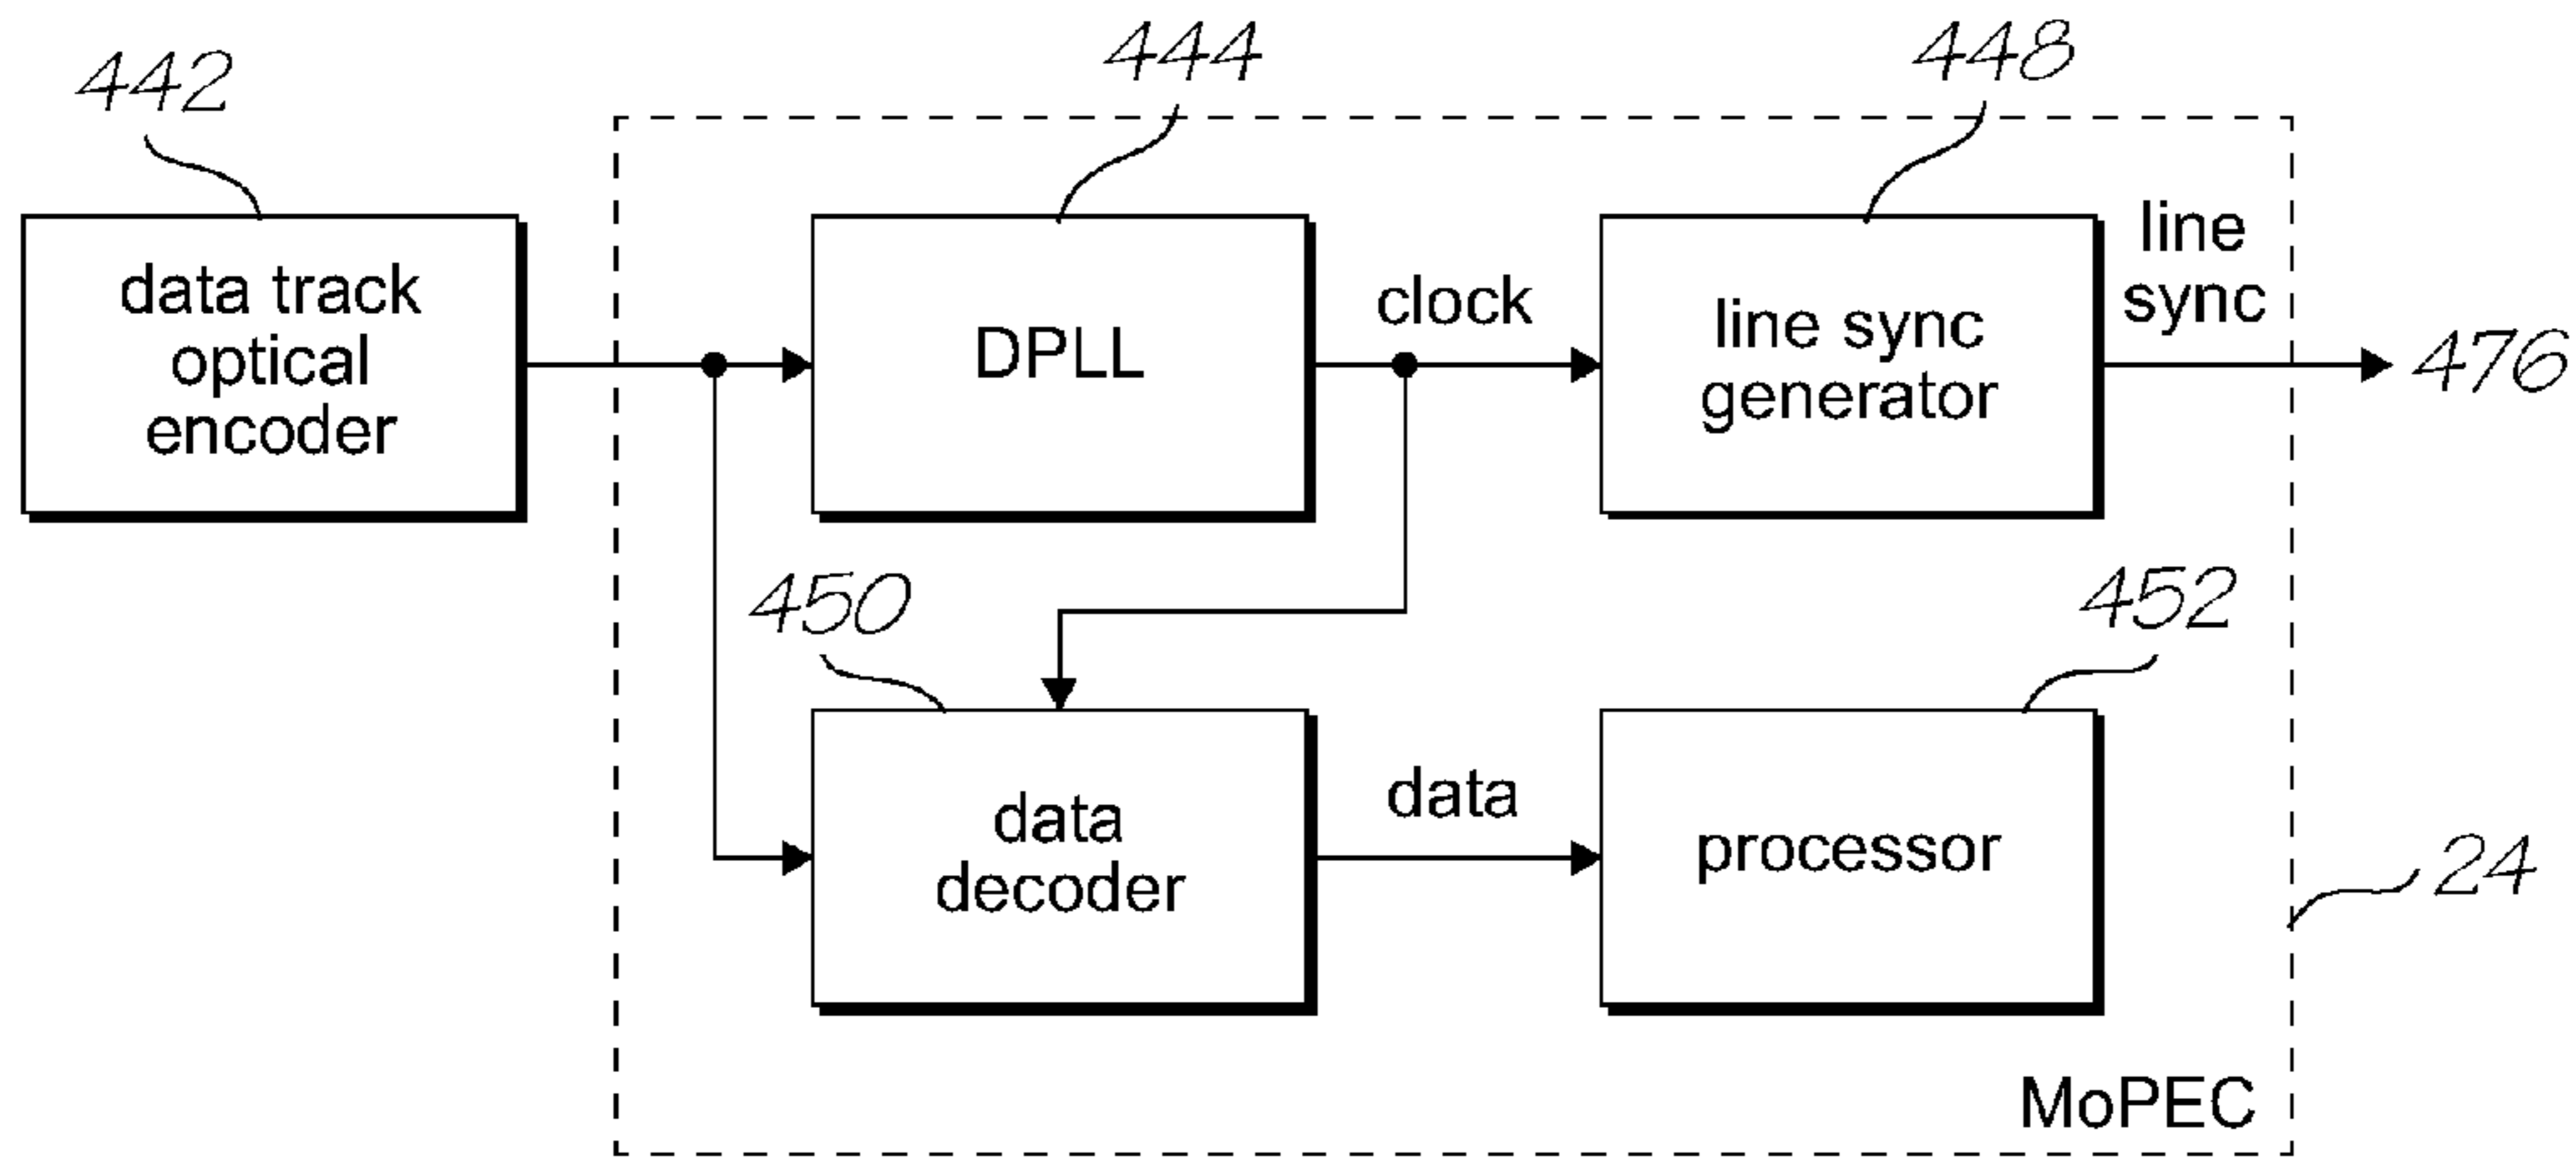 442
444
448
data track
optical
encoder
DPLL
clock
line sync
generator
line
sync
476
450
452
data
decoder
data
processor
24
MoPEC